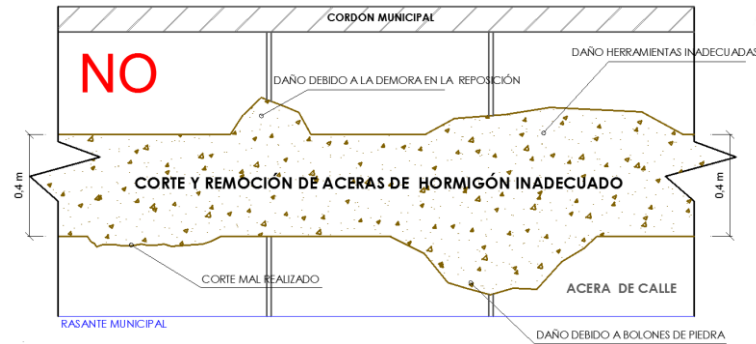 CORDÓN MUNICIPAL
NO
DAÑO HERRAMIENTAS INADECUADAS
DAÑO DEBIDO A LA DEMORA EN LA REPOSICIÓN
0,4 m
CORTE Y REMOCIÓN DE ACERAS DE HORMIGÓN INADECUADO
0,4 m
CORTE MAL REALIZADO
ACERA DE CALLE
RASANTE MUNICIPAL
DAÑO DEBIDO A BOLONES DE PIEDRA